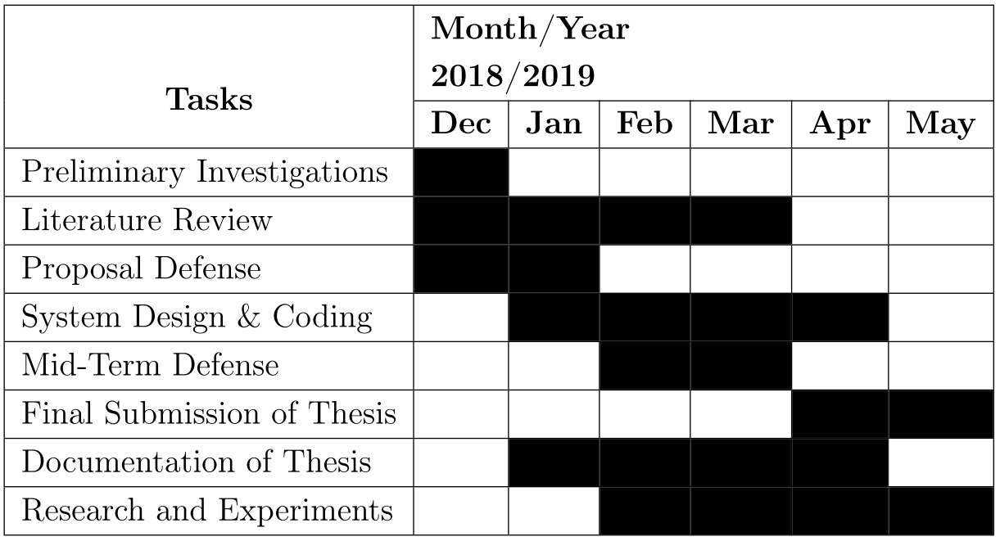 Month/Year
2018/2019
Tasks
Dec Jan Feb Mar Apr May
Preliminary Investigations
Literature Review
Proposal Defense
System Design & Coding
Mid-Term Defense
Final Submission of Thesis
Documentation of Thesis
Research and Experiments